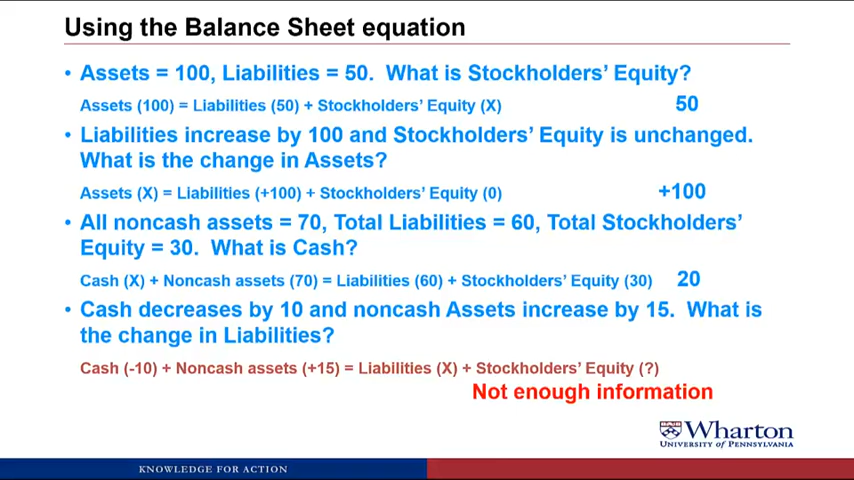 Using the Balance Sheet equation
• Assets = 100, Liabilities = 50.  What is Stockholders' Equity?
Assets (100) = Liabilities (50) + Stockholders' Equity (X) 50
• Liabilities increase by 100 and Stockholders' Equity is unchanged.
What is the change in Assets?
Assets (X) = Liabilities (+100) + Stockholders' Equity (0) +100
• All noncash assets = 70, Total Liabilities = 60, Total Stockholders'
Equity = 30.  What is Cash?
Cash (X) + Noncash assets (70) = Liabilities (60) + Stockholders' Equity (30) 20
• Cash decreases by 10 and noncash Assets increase by 15.  What is
the change in Liabilities?
Cash (-10) + Noncash assets (+15) = Liabilities (X) + Stockholders' Equity (?)
Not enough information
Wharton
UNIVERSITY of PENNSYLVANIA
KNOWLEDGE FOR ACTION